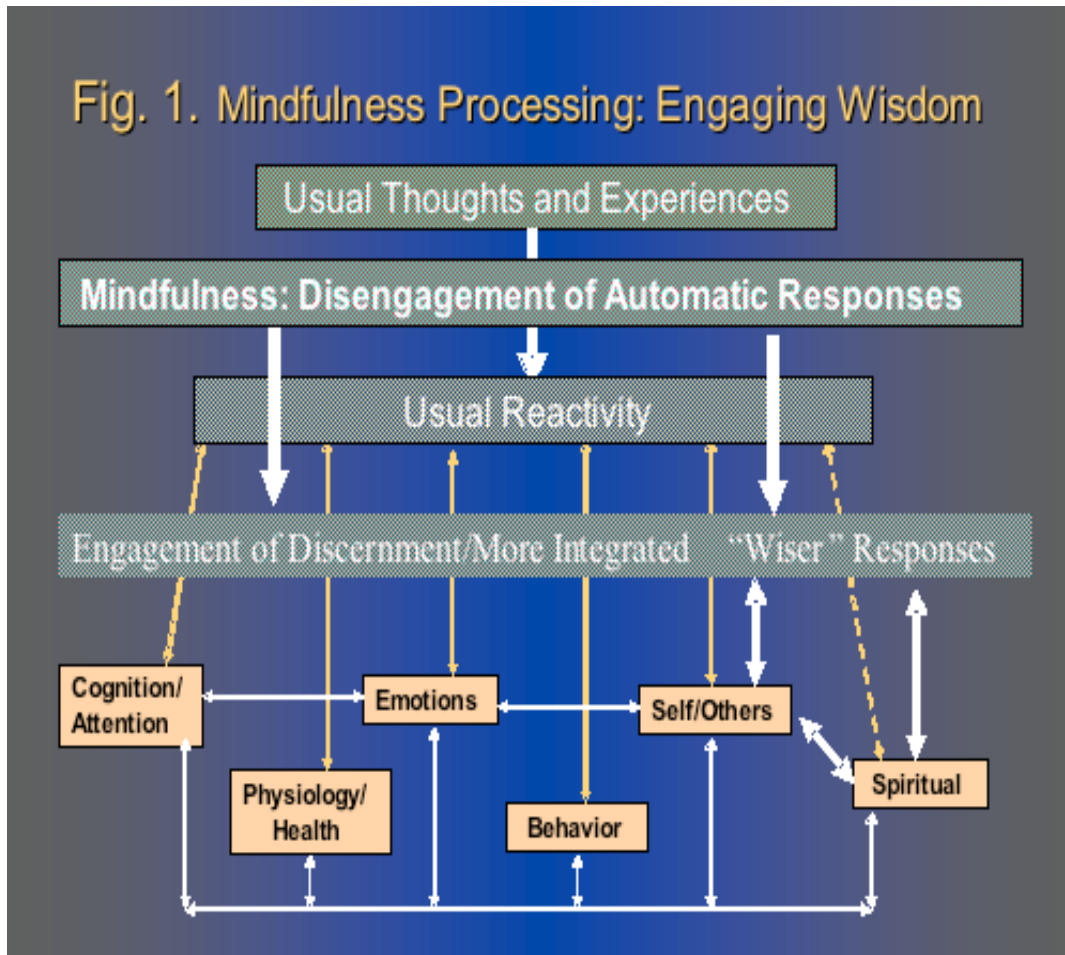 Fig. 1. Mindfulness Processing: Engaging Wisdom
Usual Thoughts and Experiences
Mindfulness: Disengagement of Automatic Responses
Usual Reactivity
Engagement of Discernment/More Integrated “Wiser” Responses
Cognition/
Attention
Emotions
Self/Others
Spiritual
Physiology/
Health
Behavior